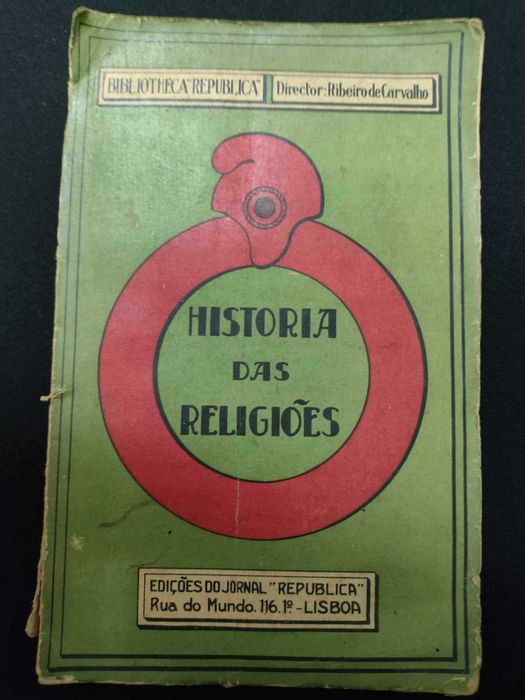 BIBLIOTHECA "REPUBLICA" Director: Ribeiro de Carvalho
HISTORIA
DAS
RELIGIÕES
EDIÇÕES DO JORNAL "REPUBLICA"
Rua do Mundo. 116. 1º - LISBOA